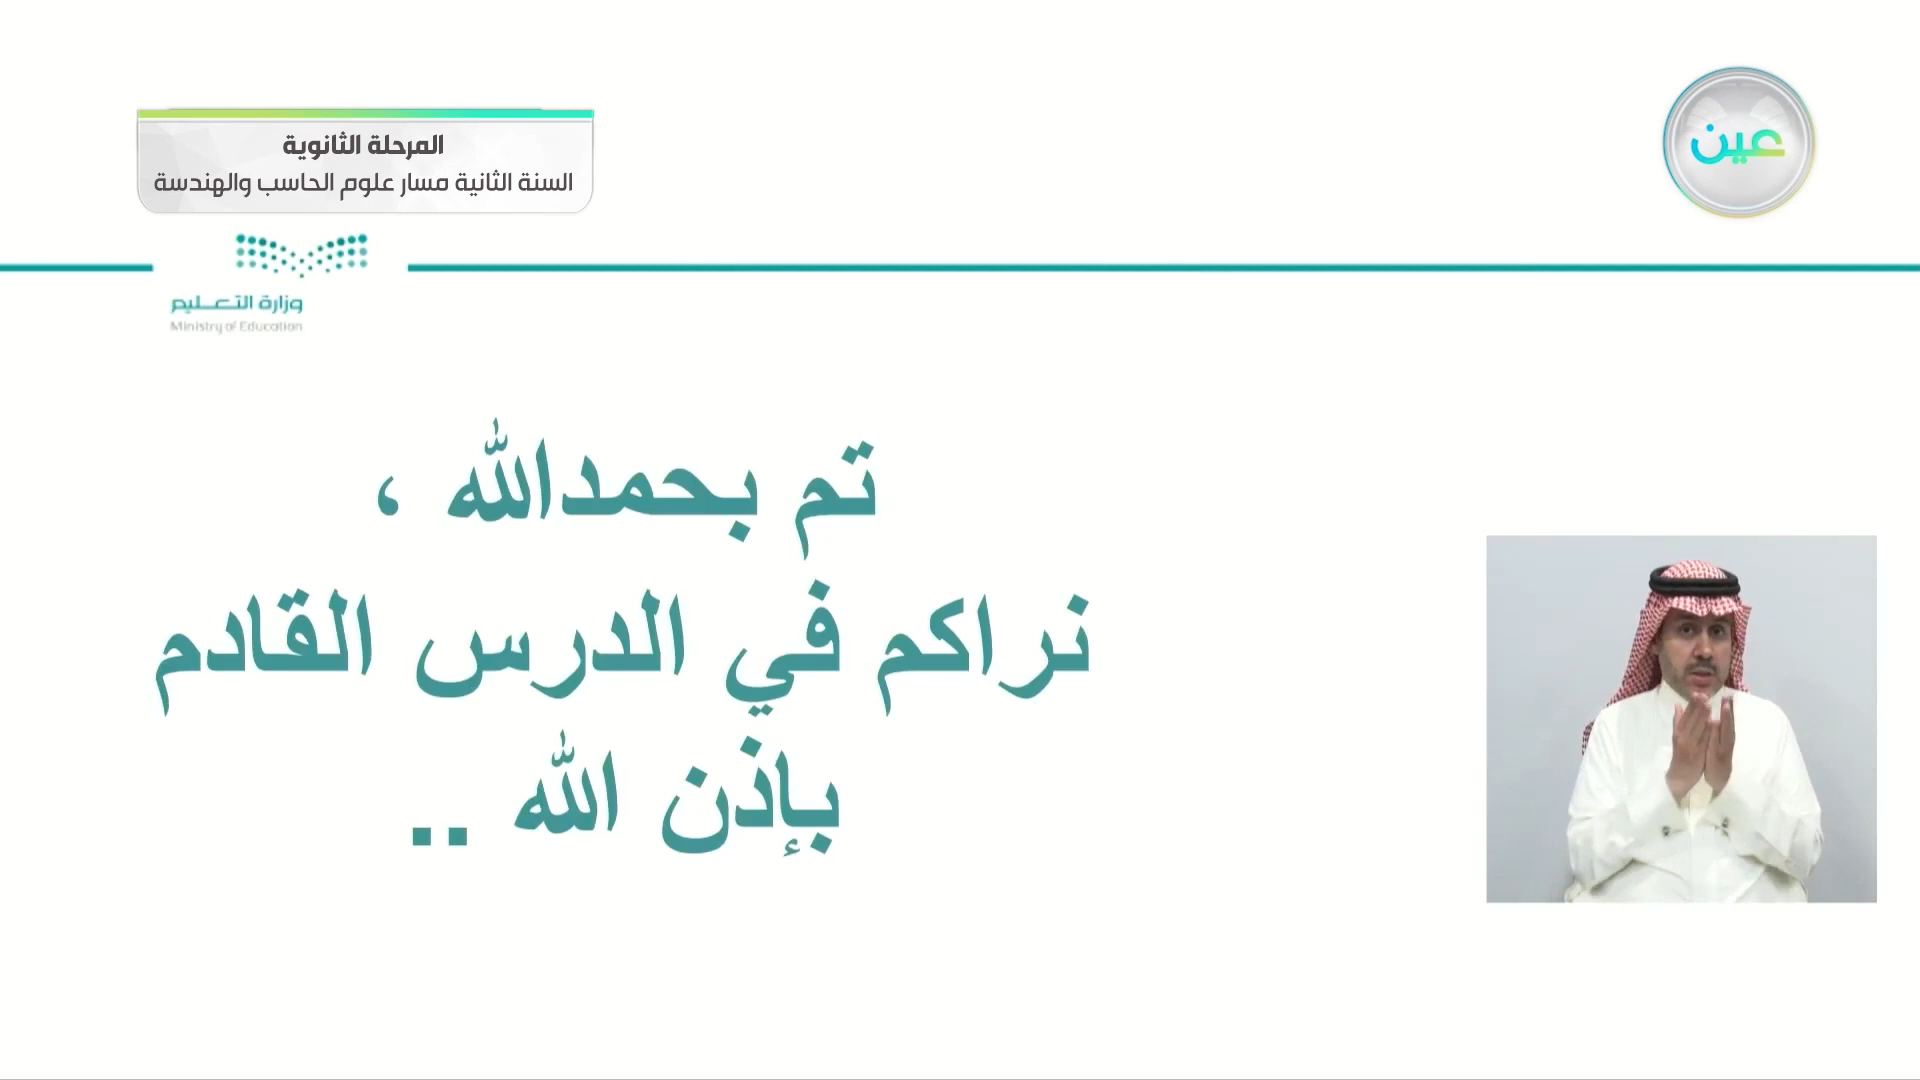 المرحلة الثانوية
السنة الثانية مسار علوم الحاسب والهندسة
عين
وزارة التعـــليم
Ministry of Education
تم بحمدالله ،
نراكم في الدرس القادم
بإذن الله ..